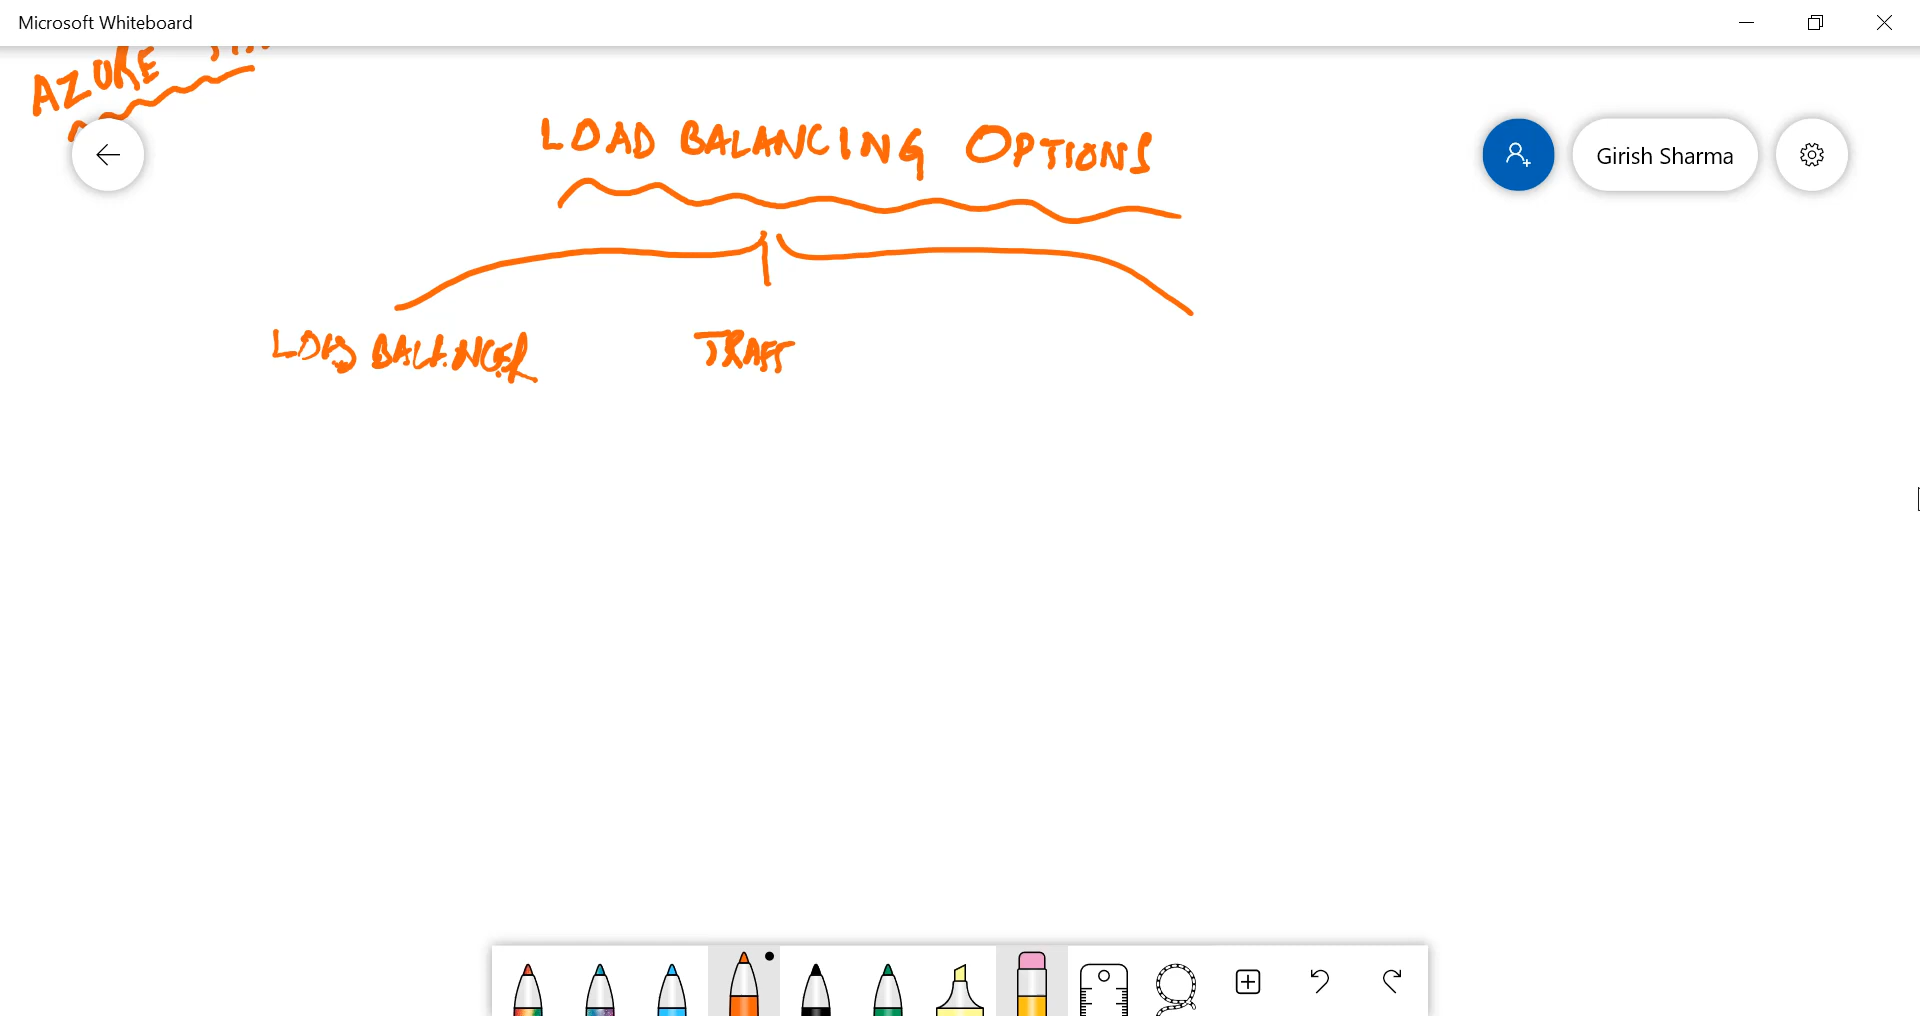 Microsoft Whiteboard
AZURE
LOAD BALANCING OPTIONS
Girish Sharma
LOAD BALANCER TRAFF